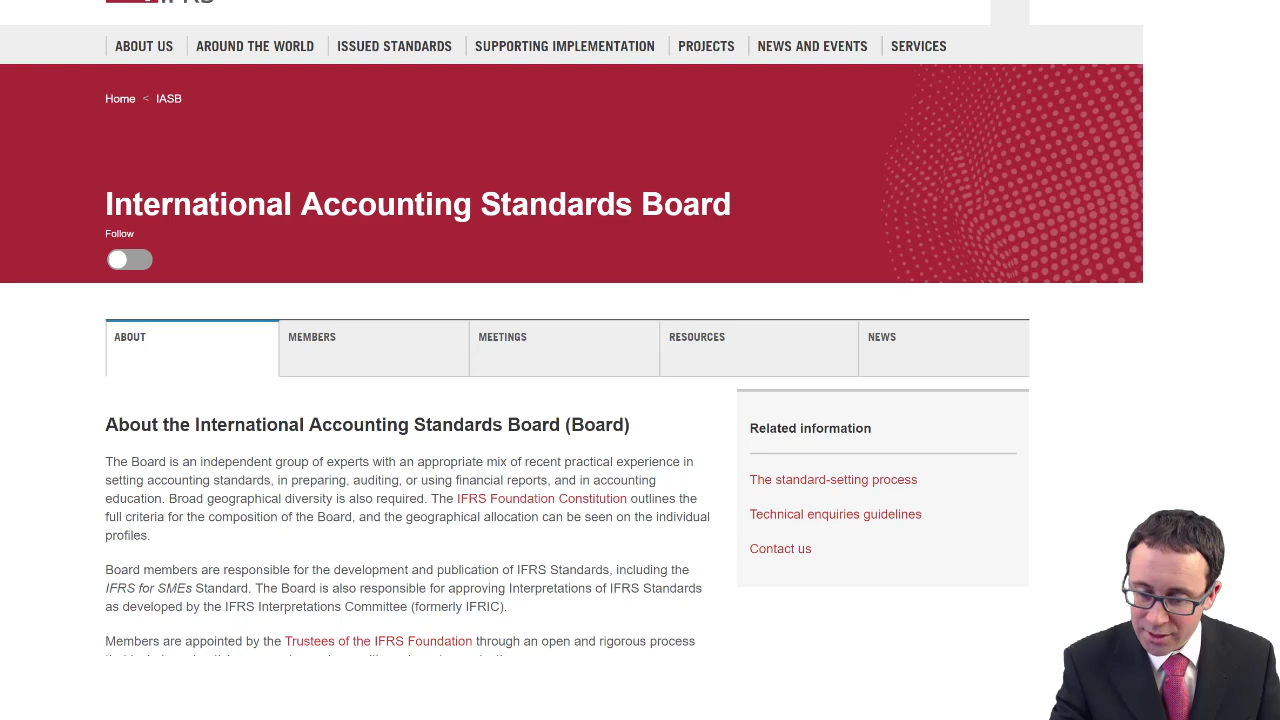 IFRS
ABOUT US AROUND THE WORLD ISSUED STANDARDS SUPPORTING IMPLEMENTATION PROJECTS NEWS AND EVENTS SERVICES
Home < IASB
International Accounting Standards Board
Follow
ABOUT MEMBERS MEETINGS RESOURCES NEWS
About the International Accounting Standards Board (Board)
The Board is an independent group of experts with an appropriate mix of recent practical experience in
setting accounting standards, in preparing, auditing, or using financial reports, and in accounting
education. Broad geographical diversity is also required. The IFRS Foundation Constitution outlines the
full criteria for the composition of the Board, and the geographical allocation can be seen on the individual
profiles.
Board members are responsible for the development and publication of IFRS Standards, including the
IFRS for SMEs Standard. The Board is also responsible for approving Interpretations of IFRS Standards
as developed by the IFRS Interpretations Committee (formerly IFRIC).
Members are appointed by the Trustees of the IFRS Foundation through an open and rigorous process
Related information
The standard-setting process
Technical enquiries guidelines
Contact us